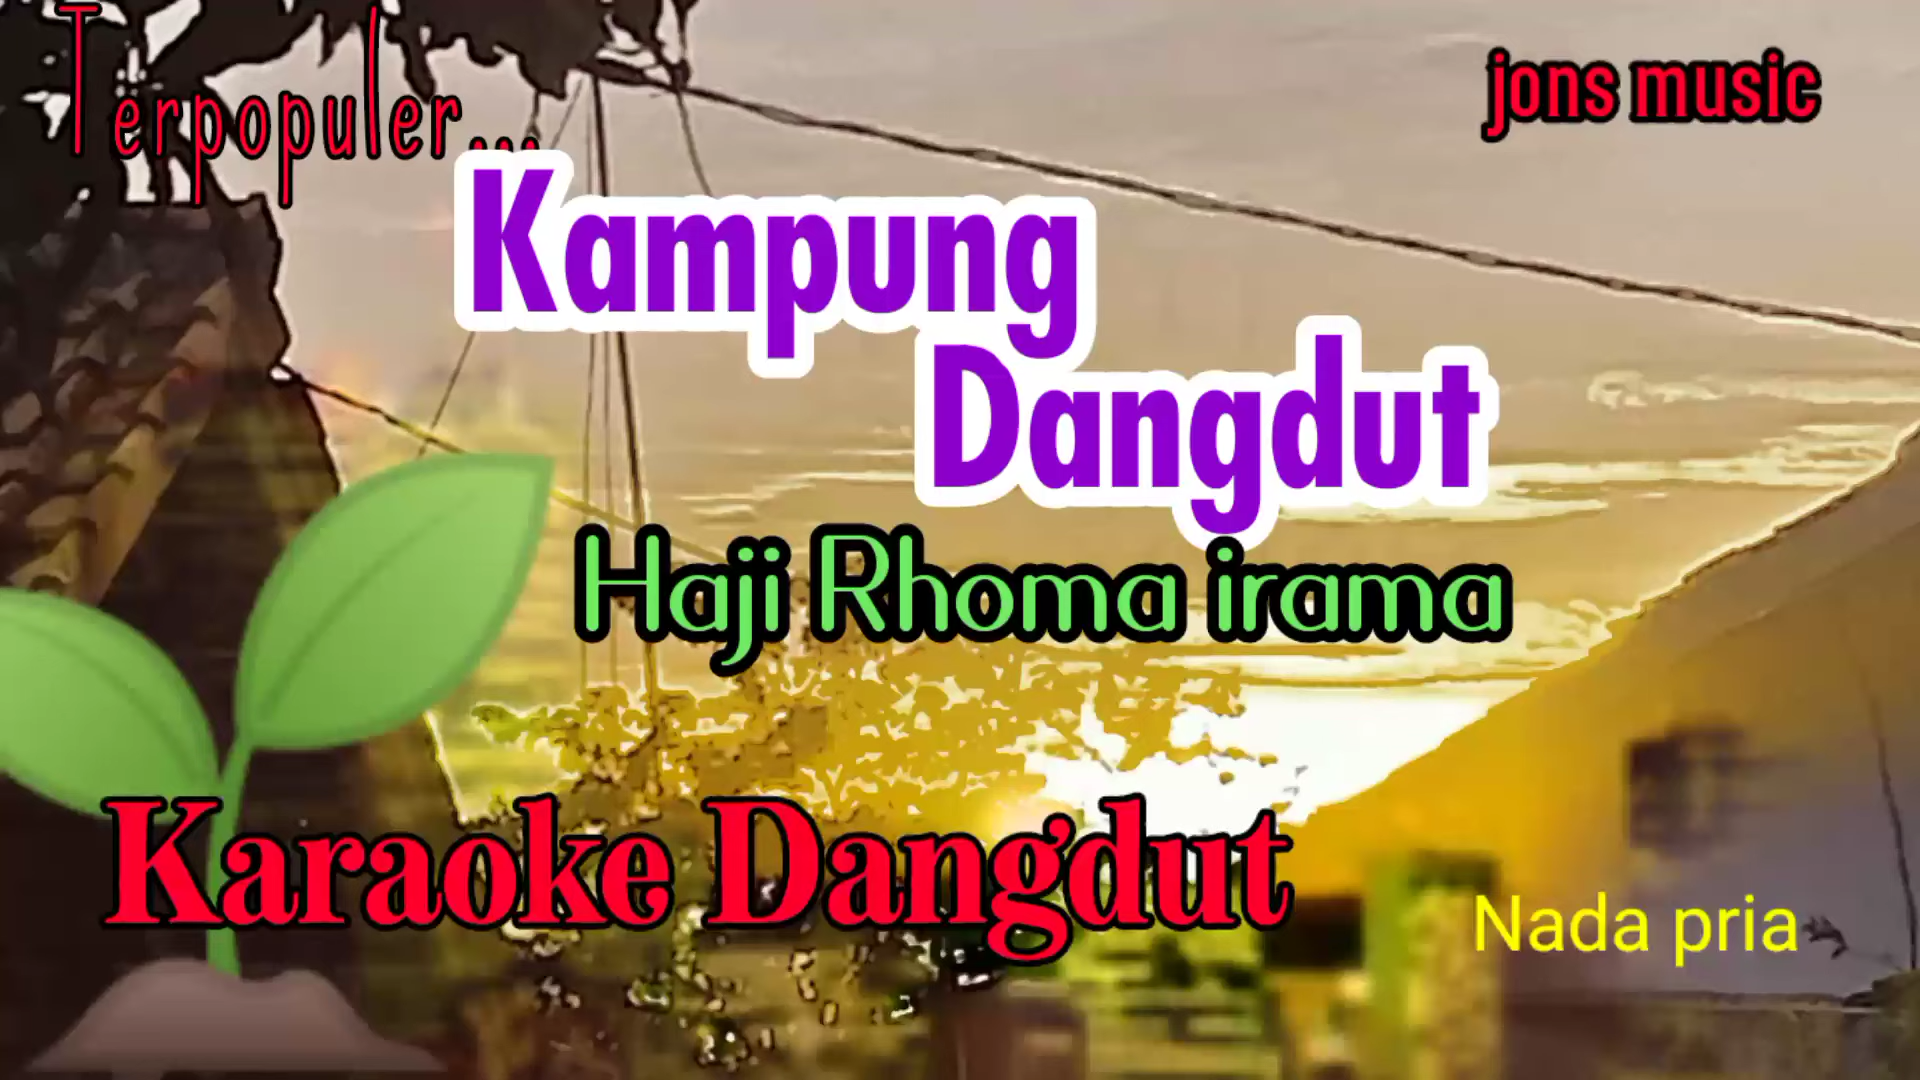 Terpopuler...
jons music
Kampung
Dangdut
Haji Rhoma irama
Karaoke Dangdut
Nada pria